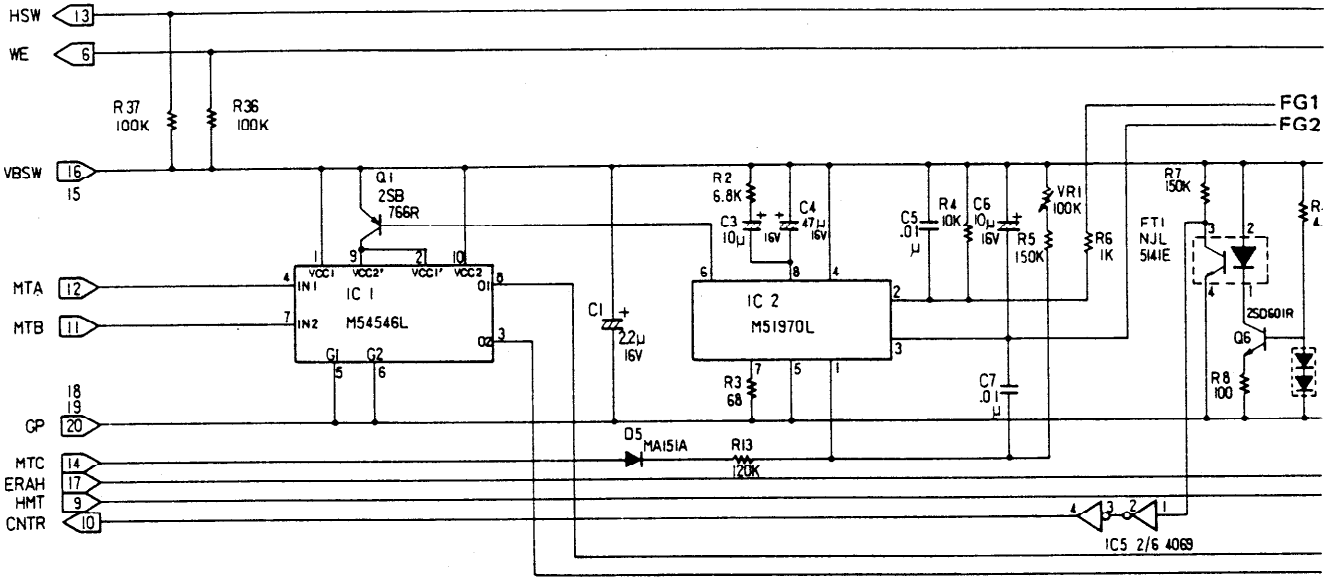 HSW 13
WE 6
R37
100K
R36
100K
FG1
FG2
VBSW 16
15
Q1
2SB
766R
R2
6.8K
C3
10μ
+
16V
+
C4
47μ
16V
C5
.01
μ
R4
10K
C6
10μ
16V
+
VR1
100K
R5
150K
R6
1K
R7
150K
FT1
NJL
5141E
3
2
4
1
2SD601R
Q6
R8
100
1 9 2 10
VCC1 VCC2' VCC1' VCC2
MTA 12
4 IN1
IC 1
O1 8
MTB 11
7 IN2
M54546L
O2 3
G1 G2
5 6
C1
+
2.2μ
16V
6 8 4
IC 2
M51970L
2
3
7 5 1
R3
68
C7
.01
μ
18
19
GP 20
D5
MA151A
R13
120K
MTC 14
ERAH 17
HMT 9
CNTR 10
4 3 2 1
IC5 2/6 4069